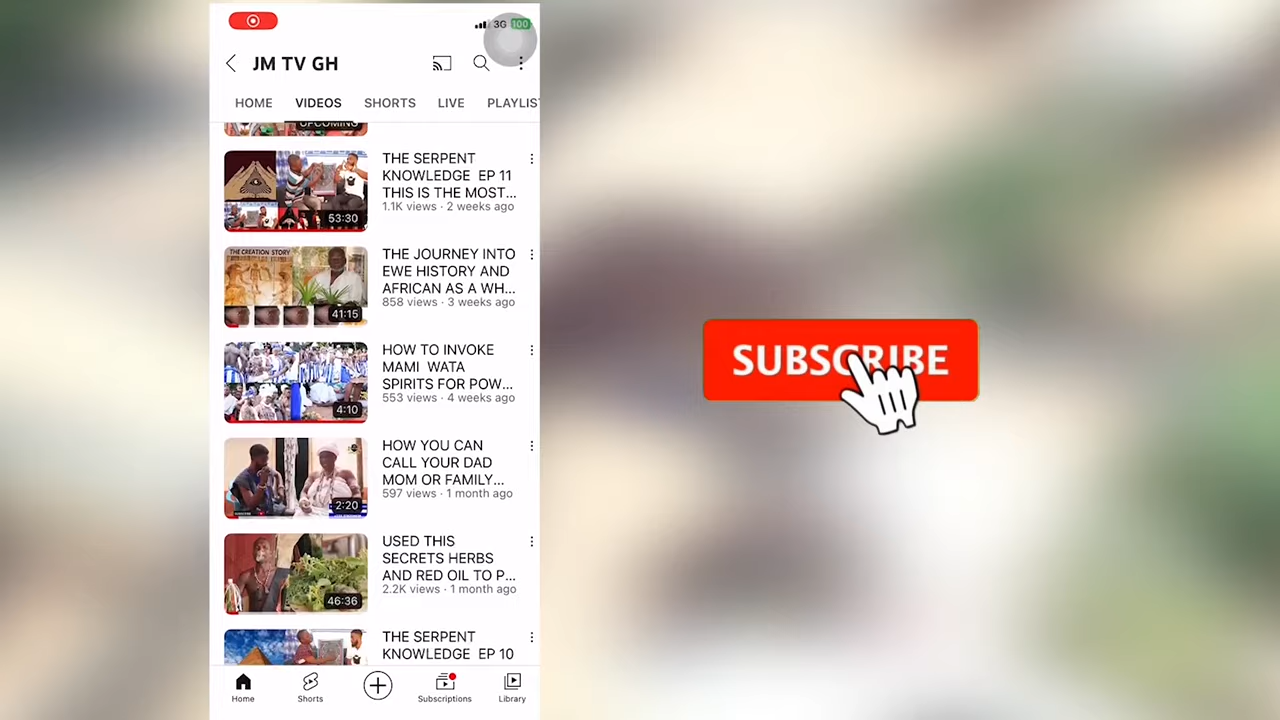 3G 100
JM TV GH
HOME VIDEOS SHORTS LIVE PLAYLIS
UPCOMING
THE SERPENT
KNOWLEDGE EP 11
THIS IS THE MOST...
1.1K views · 2 weeks ago
53:30
THE CREATION STORY
THE JOURNEY INTO
EWE HISTORY AND
AFRICAN AS A WH...
858 views · 3 weeks ago
41:15
HOW TO INVOKE
MAMI WATA
SPIRITS FOR POW...
553 views · 4 weeks ago
4:10
HOW YOU CAN
CALL YOUR DAD
MOM OR FAMILY...
597 views · 1 month ago
2:20
USED THIS
SECRETS HERBS
AND RED OIL TO P...
2.2K views · 1 month ago
46:36
THE SERPENT
KNOWLEDGE EP 10
Home Shorts Subscriptions Library
SUBSCRIBE